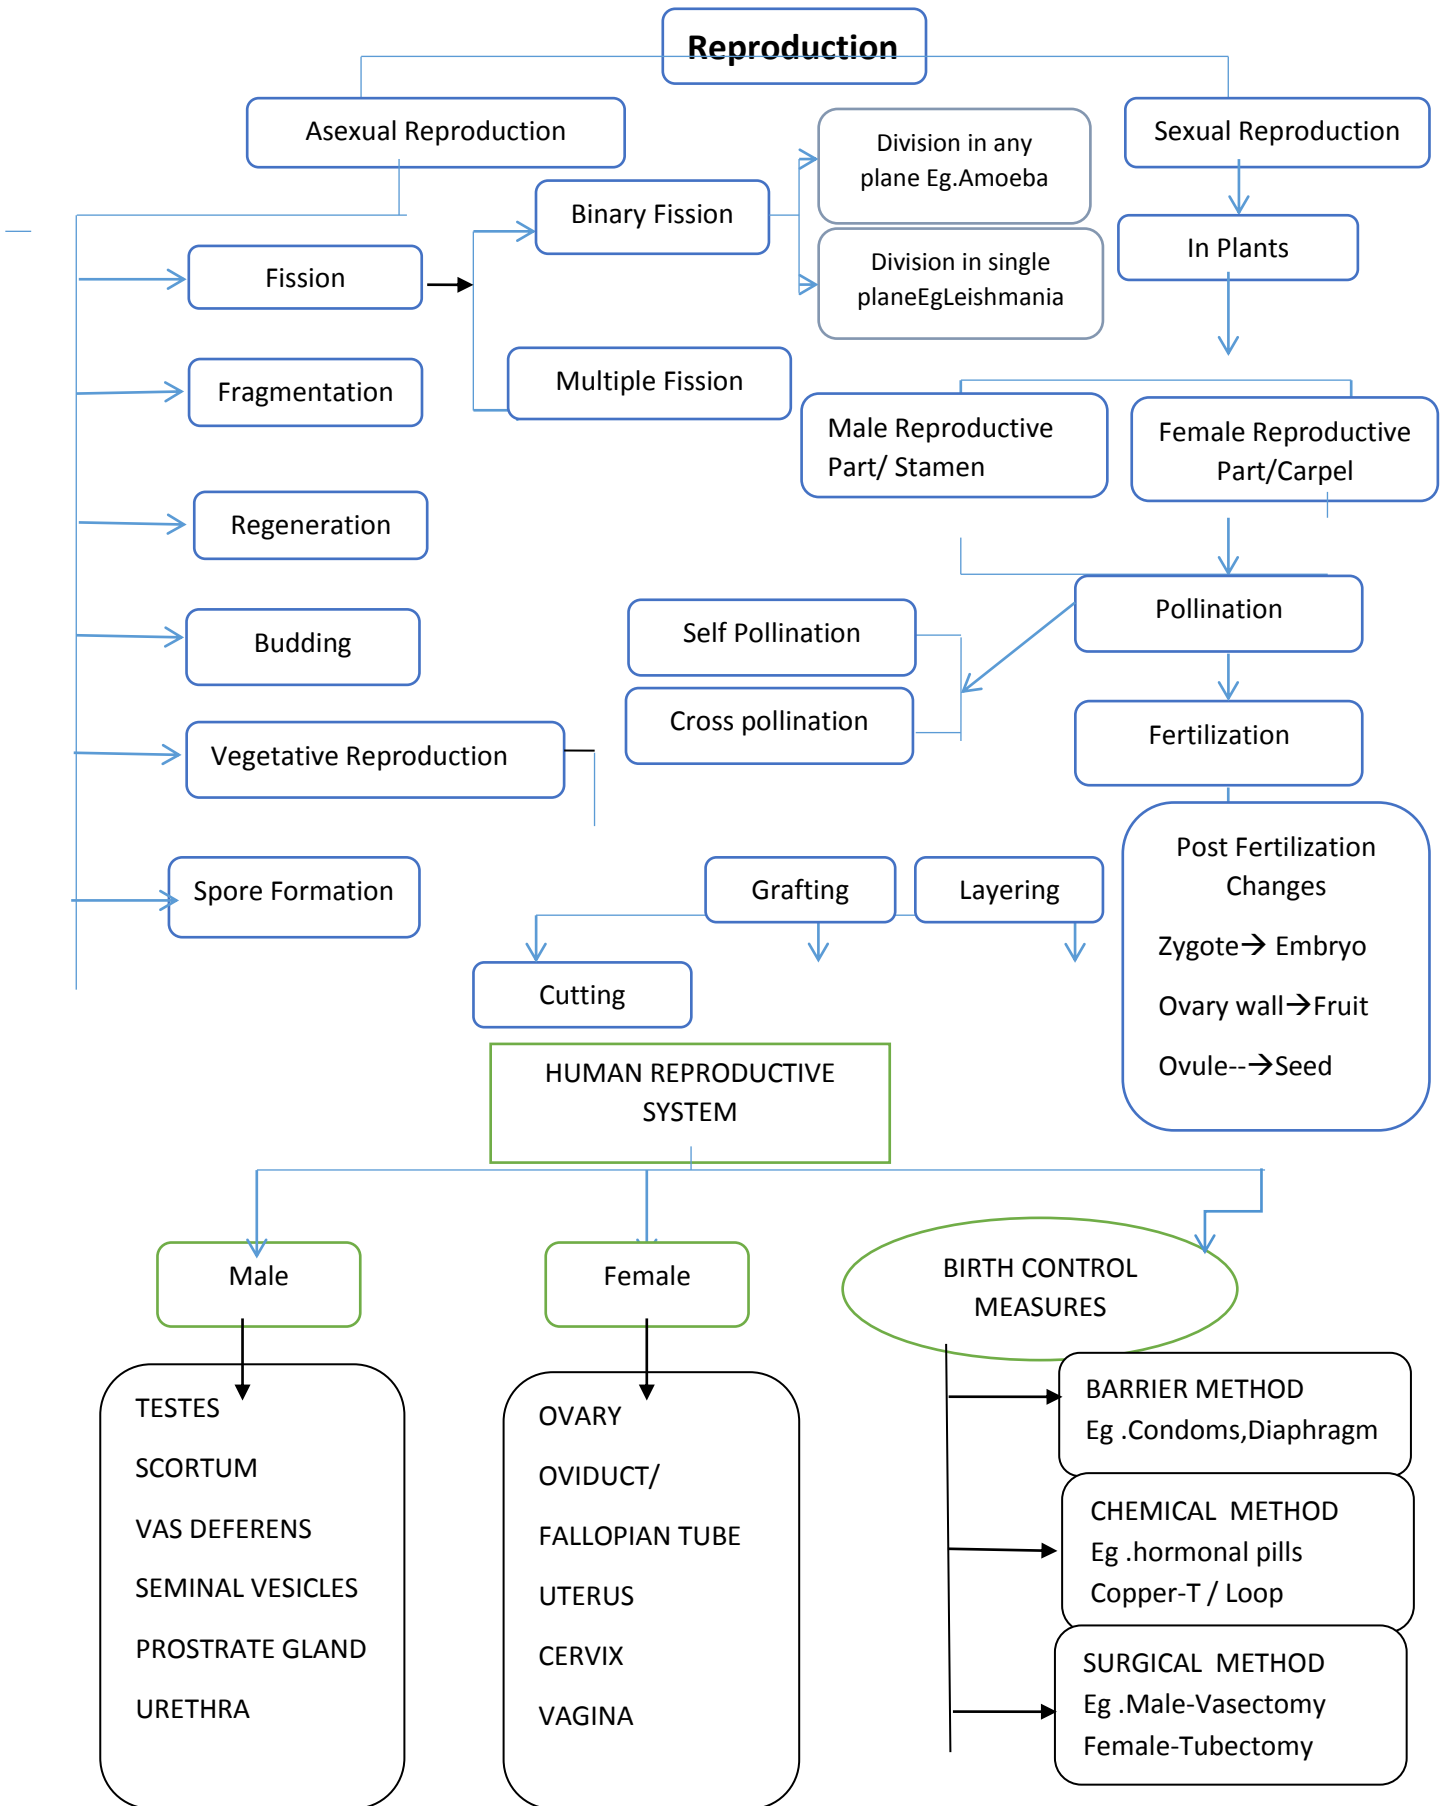 Reproduction
Asexual Reproduction
Sexual Reproduction
Division in any
plane Eg.Amoeba
Binary Fission
In Plants
Fission
Division in single
planeEgLeishmania
Multiple Fission
Fragmentation
Male Reproductive
Part/ Stamen
Female Reproductive
Part/Carpel
Regeneration
Pollination
Self Pollination
Budding
Cross pollination
Fertilization
Vegetative Reproduction
Post Fertilization
Changes
Zygote→ Embryo
Ovary wall→Fruit
Ovule--→Seed
Spore Formation
Grafting
Layering
Cutting
HUMAN REPRODUCTIVE
SYSTEM
Male
Female
BIRTH CONTROL
MEASURES
TESTES
SCORTUM
VAS DEFERENS
SEMINAL VESICLES
PROSTRATE GLAND
URETHRA
OVARY
OVIDUCT/
FALLOPIAN TUBE
UTERUS
CERVIX
VAGINA
BARRIER METHOD
Eg .Condoms,Diaphragm
CHEMICAL  METHOD
Eg .hormonal pills
Copper-T / Loop
SURGICAL  METHOD
Eg .Male-Vasectomy
Female-Tubectomy